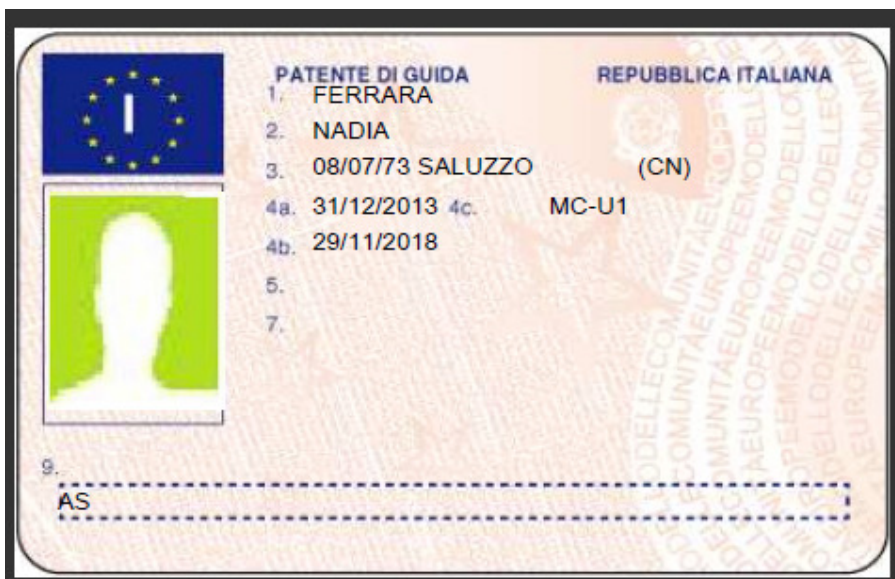 I
PATENTE DI GUIDA REPUBBLICA ITALIANA
1. FERRARA
2. NADIA
3. 08/07/73 SALUZZO (CN)
4a. 31/12/2013 4c. MC-U1
4b. 29/11/2018
5.
7.
9.
AS